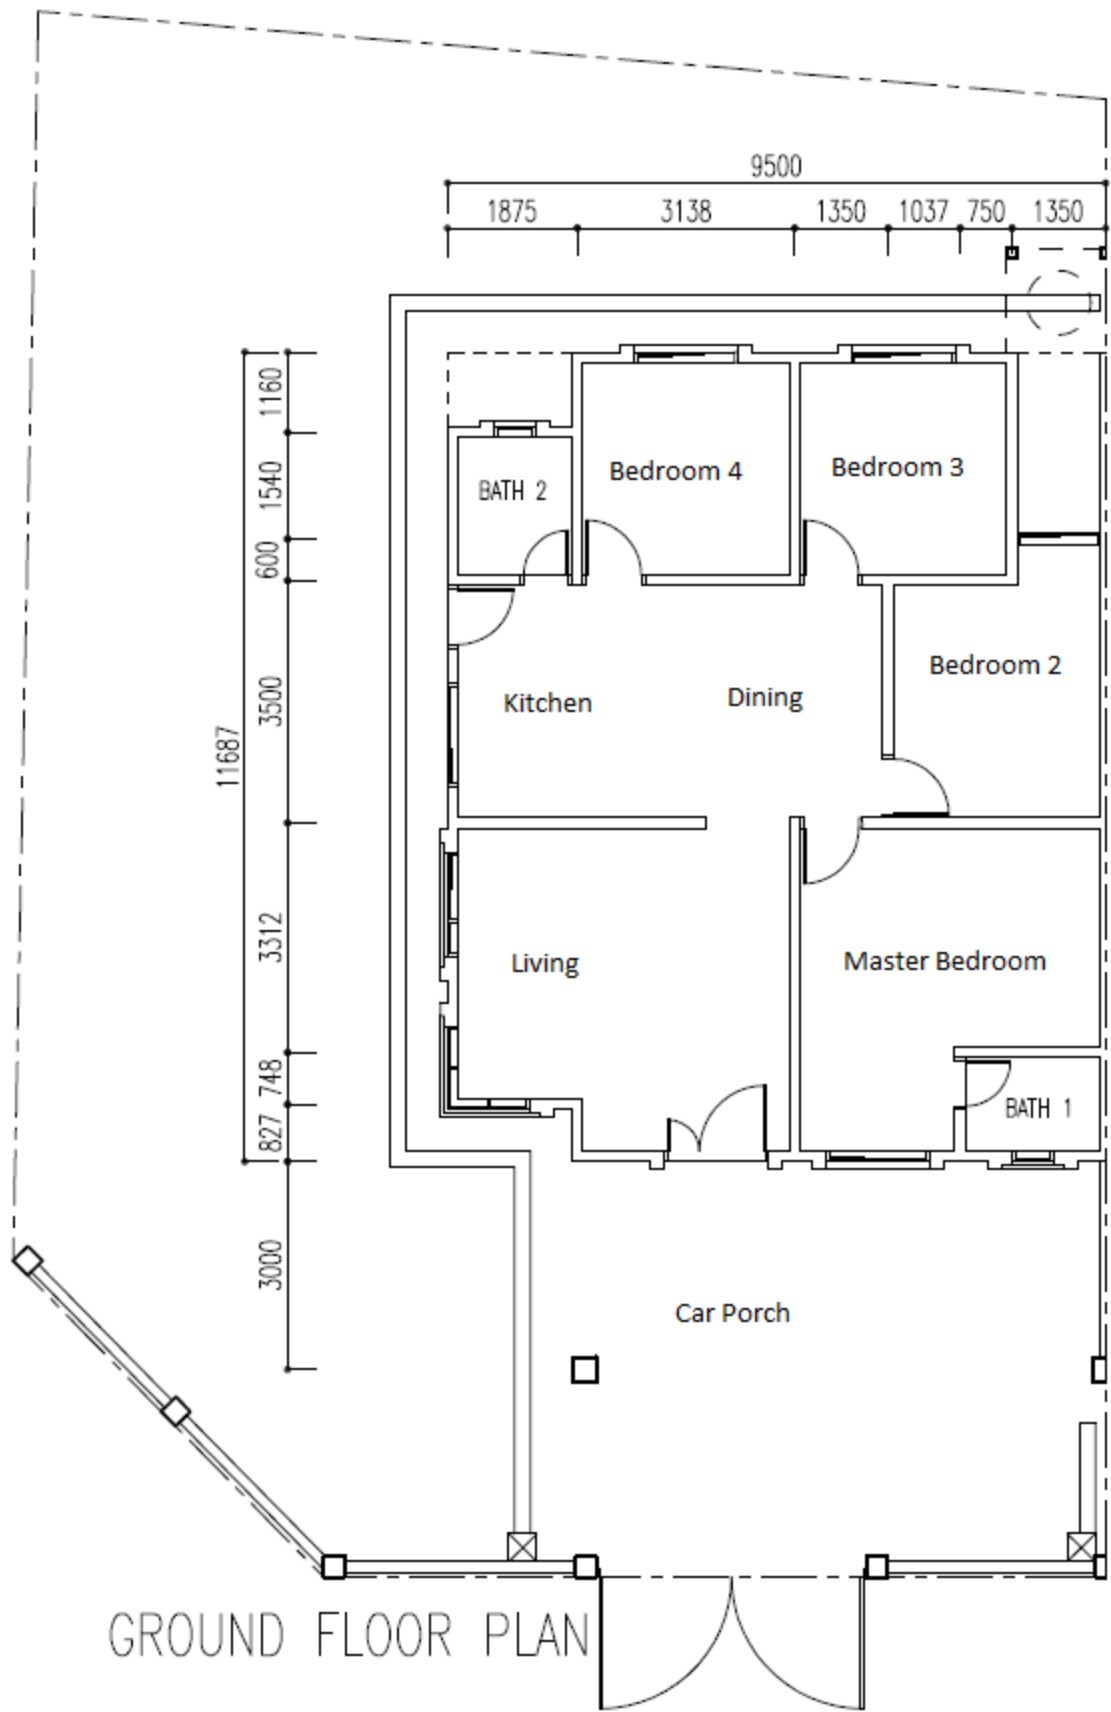 9500
1875 3138 1350 1037 750 1350
1160
1540
600
3500
11687
3312
748
827
3000
Bedroom 4
Bedroom 3
BATH 2
Bedroom 2
Kitchen
Dining
Living
Master Bedroom
BATH 1
Car Porch
GROUND FLOOR PLAN